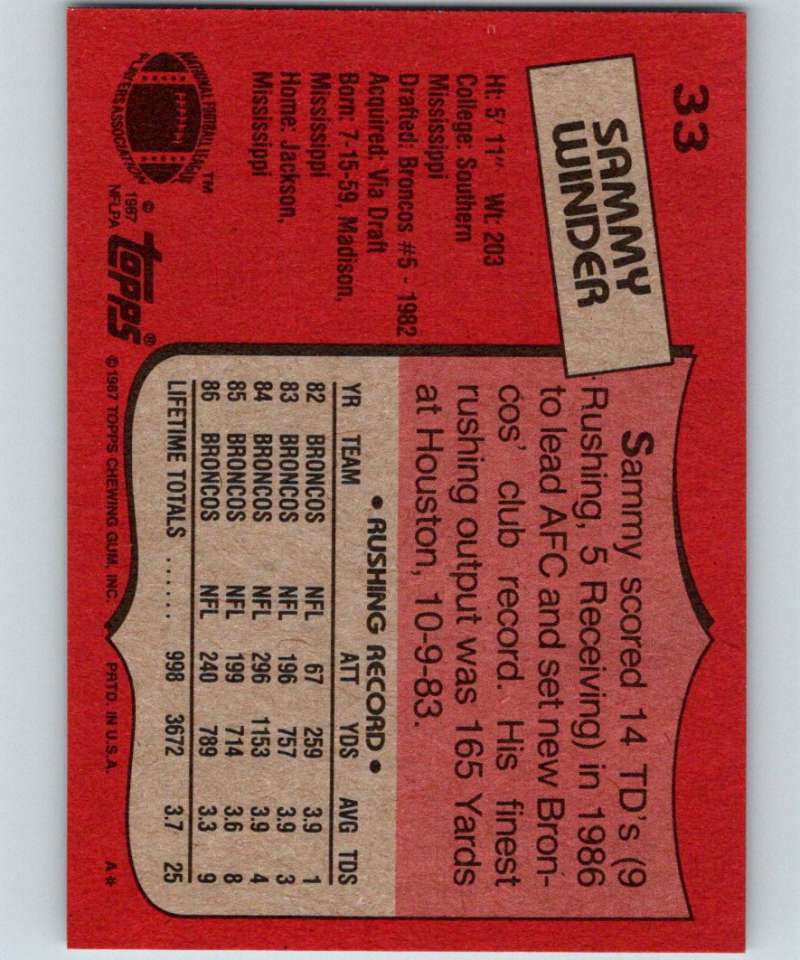 33
SAMMY
WINDER
Ht: 5' 11" Wt: 203
College: Southern
Mississippi
Drafted: Broncos #5 - 1982
Acquired: Via Draft
Born: 7-15-59, Madison,
Mississippi
Home: Jackson,
Mississippi
NATIONAL FOOTBALL LEAGUE
PLAYERS ASSOCIATION
™
© 1987
NFLPA
topps®
Sammy scored 14 TD's (9
Rushing, 5 Receiving) in 1986
to lead AFC and set new Bron-
cos' club record. His finest
rushing output was 165 Yards
at Houston, 10-9-83.
• RUSHING RECORD •
YR TEAM ATT YDS AVG TDS
82 BRONCOS NFL 67 259 3.9 1
83 BRONCOS NFL 196 757 3.9 3
84 BRONCOS NFL 296 1153 3.9 4
85 BRONCOS NFL 199 714 3.6 8
86 BRONCOS NFL 240 789 3.3 9
LIFETIME TOTALS ...... 998 3672 3.7 25
©1987 TOPPS CHEWING GUM, INC. PRTD. IN U.S.A. A*